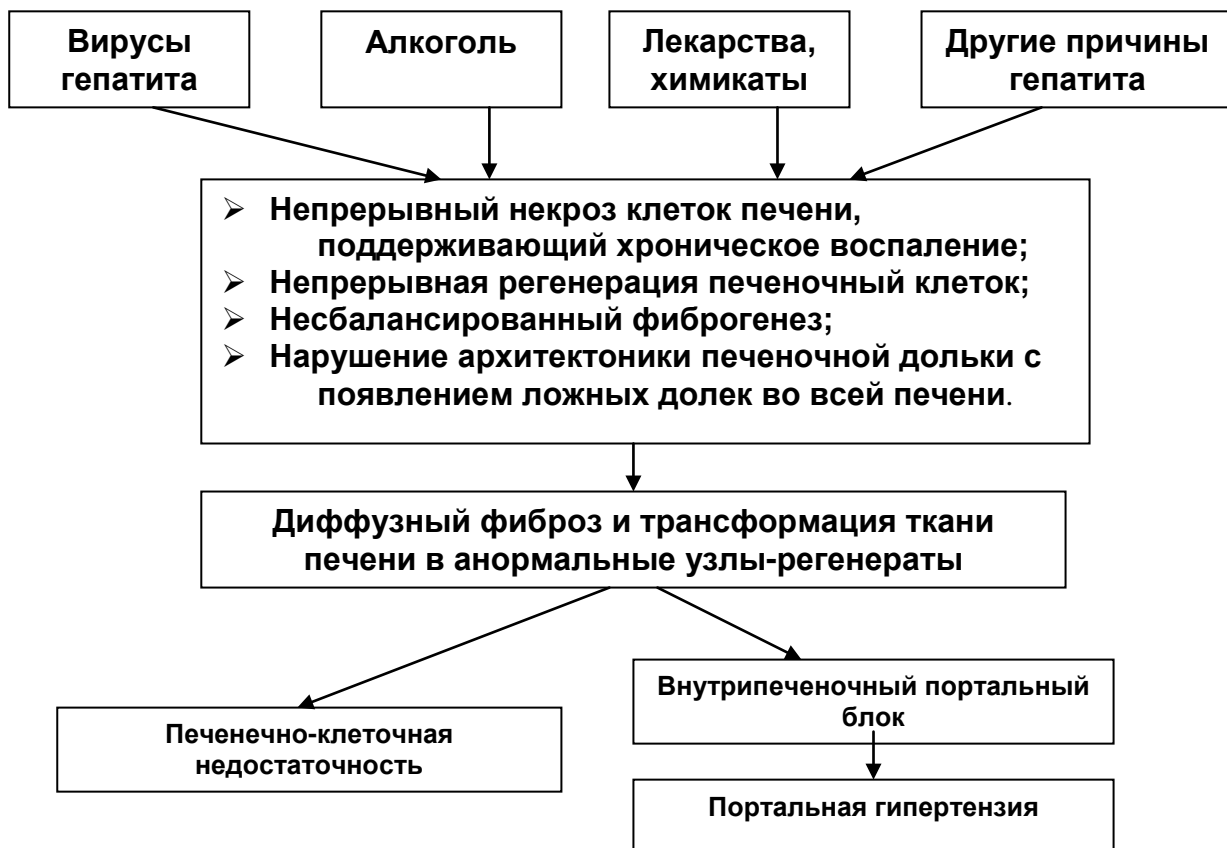 Вирусы
гепатита
Алкоголь
Лекарства,
химикаты
Другие причины
гепатита
➢ Непрерывный некроз клеток печени,
поддерживающий хроническое воспаление;
➢ Непрерывная регенерация печеночный клеток;
➢ Несбалансированный фиброгенез;
➢ Нарушение архитектоники печеночной дольки с
появлением ложных долек во всей печени.
Диффузный фиброз и трансформация ткани
печени в анормальные узлы-регенераты
Печенечно-клеточная
недостаточность
Внутрипеченочный портальный
блок
Портальная гипертензия